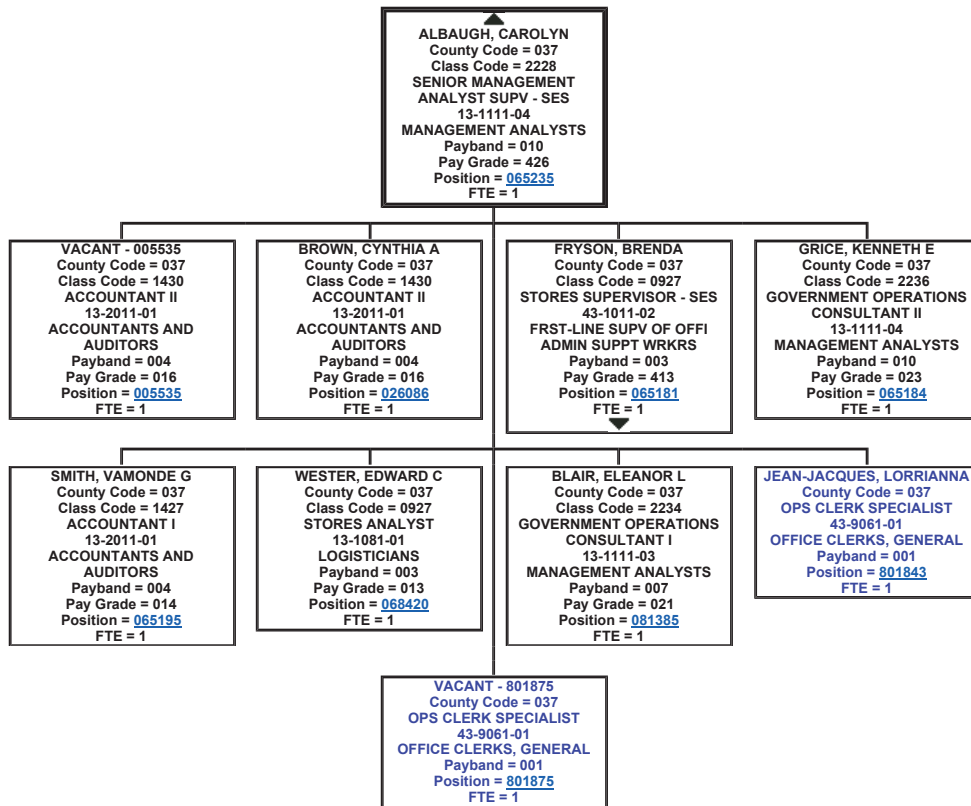 ALBAUGH, CAROLYN
County Code = 037
Class Code = 2228
SENIOR MANAGEMENT
ANALYST SUPV - SES
13-1111-04
MANAGEMENT ANALYSTS
Payband = 010
Pay Grade = 426
Position = 065235
FTE = 1
VACANT - 005535
County Code = 037
Class Code = 1430
ACCOUNTANT II
13-2011-01
ACCOUNTANTS AND
AUDITORS
Payband = 004
Pay Grade = 016
Position = 005535
FTE = 1
BROWN, CYNTHIA A
County Code = 037
Class Code = 1430
ACCOUNTANT II
13-2011-01
ACCOUNTANTS AND
AUDITORS
Payband = 004
Pay Grade = 016
Position = 026086
FTE = 1
FRYSON, BRENDA
County Code = 037
Class Code = 0927
STORES SUPERVISOR - SES
43-1011-02
FRST-LINE SUPV OF OFFI
ADMIN SUPPT WRKRS
Payband = 003
Pay Grade = 413
Position = 065181
FTE = 1
GRICE, KENNETH E
County Code = 037
Class Code = 2236
GOVERNMENT OPERATIONS
CONSULTANT II
13-1111-04
MANAGEMENT ANALYSTS
Payband = 010
Pay Grade = 023
Position = 065184
FTE = 1
SMITH, VAMONDE G
County Code = 037
Class Code = 1427
ACCOUNTANT I
13-2011-01
ACCOUNTANTS AND
AUDITORS
Payband = 004
Pay Grade = 014
Position = 065195
FTE = 1
WESTER, EDWARD C
County Code = 037
Class Code = 0927
STORES ANALYST
13-1081-01
LOGISTICIANS
Payband = 003
Pay Grade = 013
Position = 068420
FTE = 1
BLAIR, ELEANOR L
County Code = 037
Class Code = 2234
GOVERNMENT OPERATIONS
CONSULTANT I
13-1111-03
MANAGEMENT ANALYSTS
Payband = 007
Pay Grade = 021
Position = 081385
FTE = 1
JEAN-JACQUES, LORRIANNA
County Code = 037
OPS CLERK SPECIALIST
43-9061-01
OFFICE CLERKS, GENERAL
Payband = 001
Position = 801843
FTE = 1
VACANT - 801875
County Code = 037
OPS CLERK SPECIALIST
43-9061-01
OFFICE CLERKS, GENERAL
Payband = 001
Position = 801875
FTE = 1